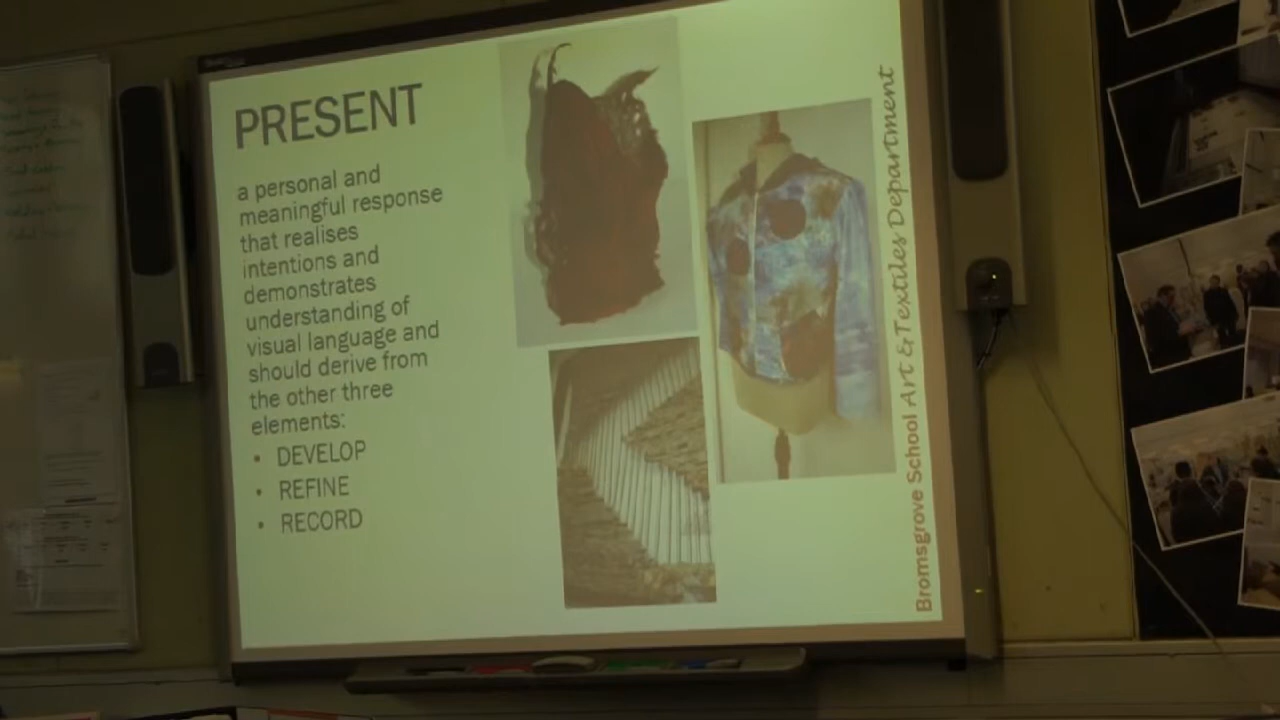 PRESENT
a personal and
meaningful response
that realises
intentions and
demonstrates
understanding of
visual language and
should derive from
the other three
elements:
• DEVELOP
• REFINE
• RECORD
Bromsgrove School Art & Textiles Department